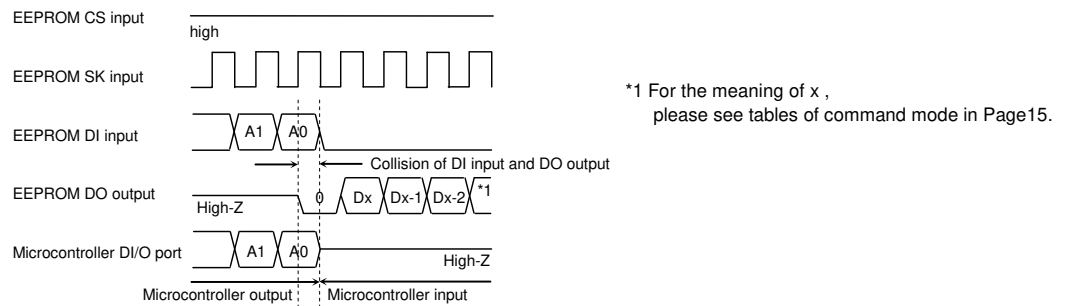 EEPROM CS input
high
EEPROM SK input
*1 For the meaning of x ,
please see tables of command mode in Page15.
EEPROM DI input
A1 A0
Collision of DI input and DO output
EEPROM DO output
High-Z
0 Dx Dx-1 Dx-2 *1
Microcontroller DI/O port
A1 A0
High-Z
Microcontroller output Microcontroller input